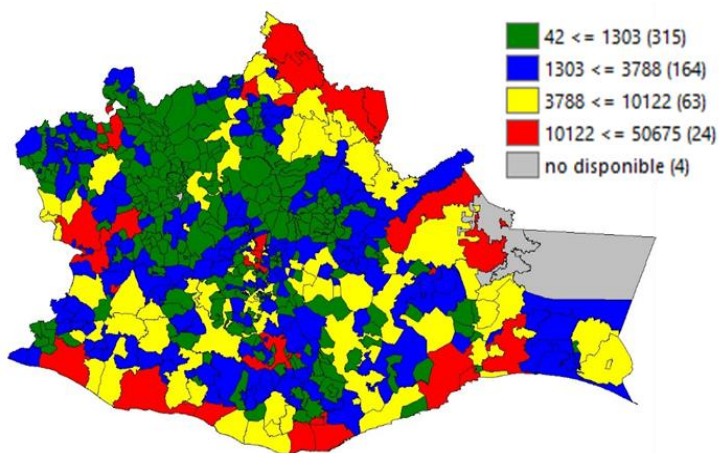 42 <= 1303 (315)
1303 <= 3788 (164)
3788 <= 10122 (63)
10122 <= 50675 (24)
no disponible (4)